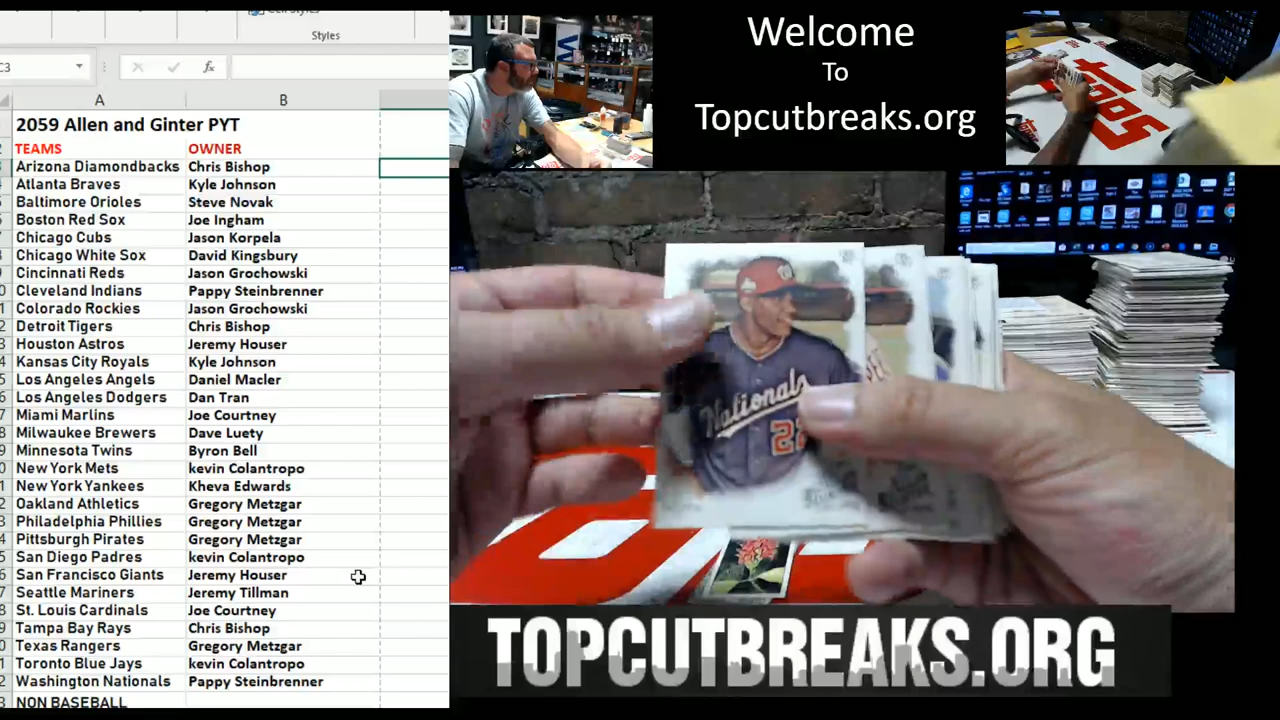 Cell Styles
Styles
C3
fx
A B
2059 Allen and Ginter PYT
TEAMS OWNER
Arizona Diamondbacks Chris Bishop
Atlanta Braves Kyle Johnson
Baltimore Orioles Steve Novak
Boston Red Sox Joe Ingham
Chicago Cubs Jason Korpela
Chicago White Sox David Kingsbury
Cincinnati Reds Jason Grochowski
Cleveland Indians Pappy Steinbrenner
Colorado Rockies Jason Grochowski
Detroit Tigers Chris Bishop
Houston Astros Jeremy Houser
Kansas City Royals Kyle Johnson
Los Angeles Angels Daniel Macler
Los Angeles Dodgers Dan Tran
Miami Marlins Joe Courtney
Milwaukee Brewers Dave Luety
Minnesota Twins Byron Bell
New York Mets kevin Colantropo
New York Yankees Kheva Edwards
Oakland Athletics Gregory Metzgar
Philadelphia Phillies Gregory Metzgar
Pittsburgh Pirates Gregory Metzgar
San Diego Padres kevin Colantropo
San Francisco Giants Jeremy Houser
Seattle Mariners Jeremy Tillman
St. Louis Cardinals Joe Courtney
Tampa Bay Rays Chris Bishop
Texas Rangers Gregory Metzgar
Toronto Blue Jays kevin Colantropo
Washington Nationals Pappy Steinbrenner
NON BASEBALL
Welcome
To
Topcutbreaks.org
Topps
Nationals
TOPCUTBREAKS.ORG